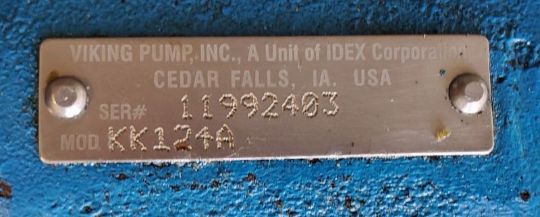 VIKING PUMP, INC., A Unit of IDEX Corporation
CEDAR FALLS, IA. USA
SER# 11992403
MOD. KK124A